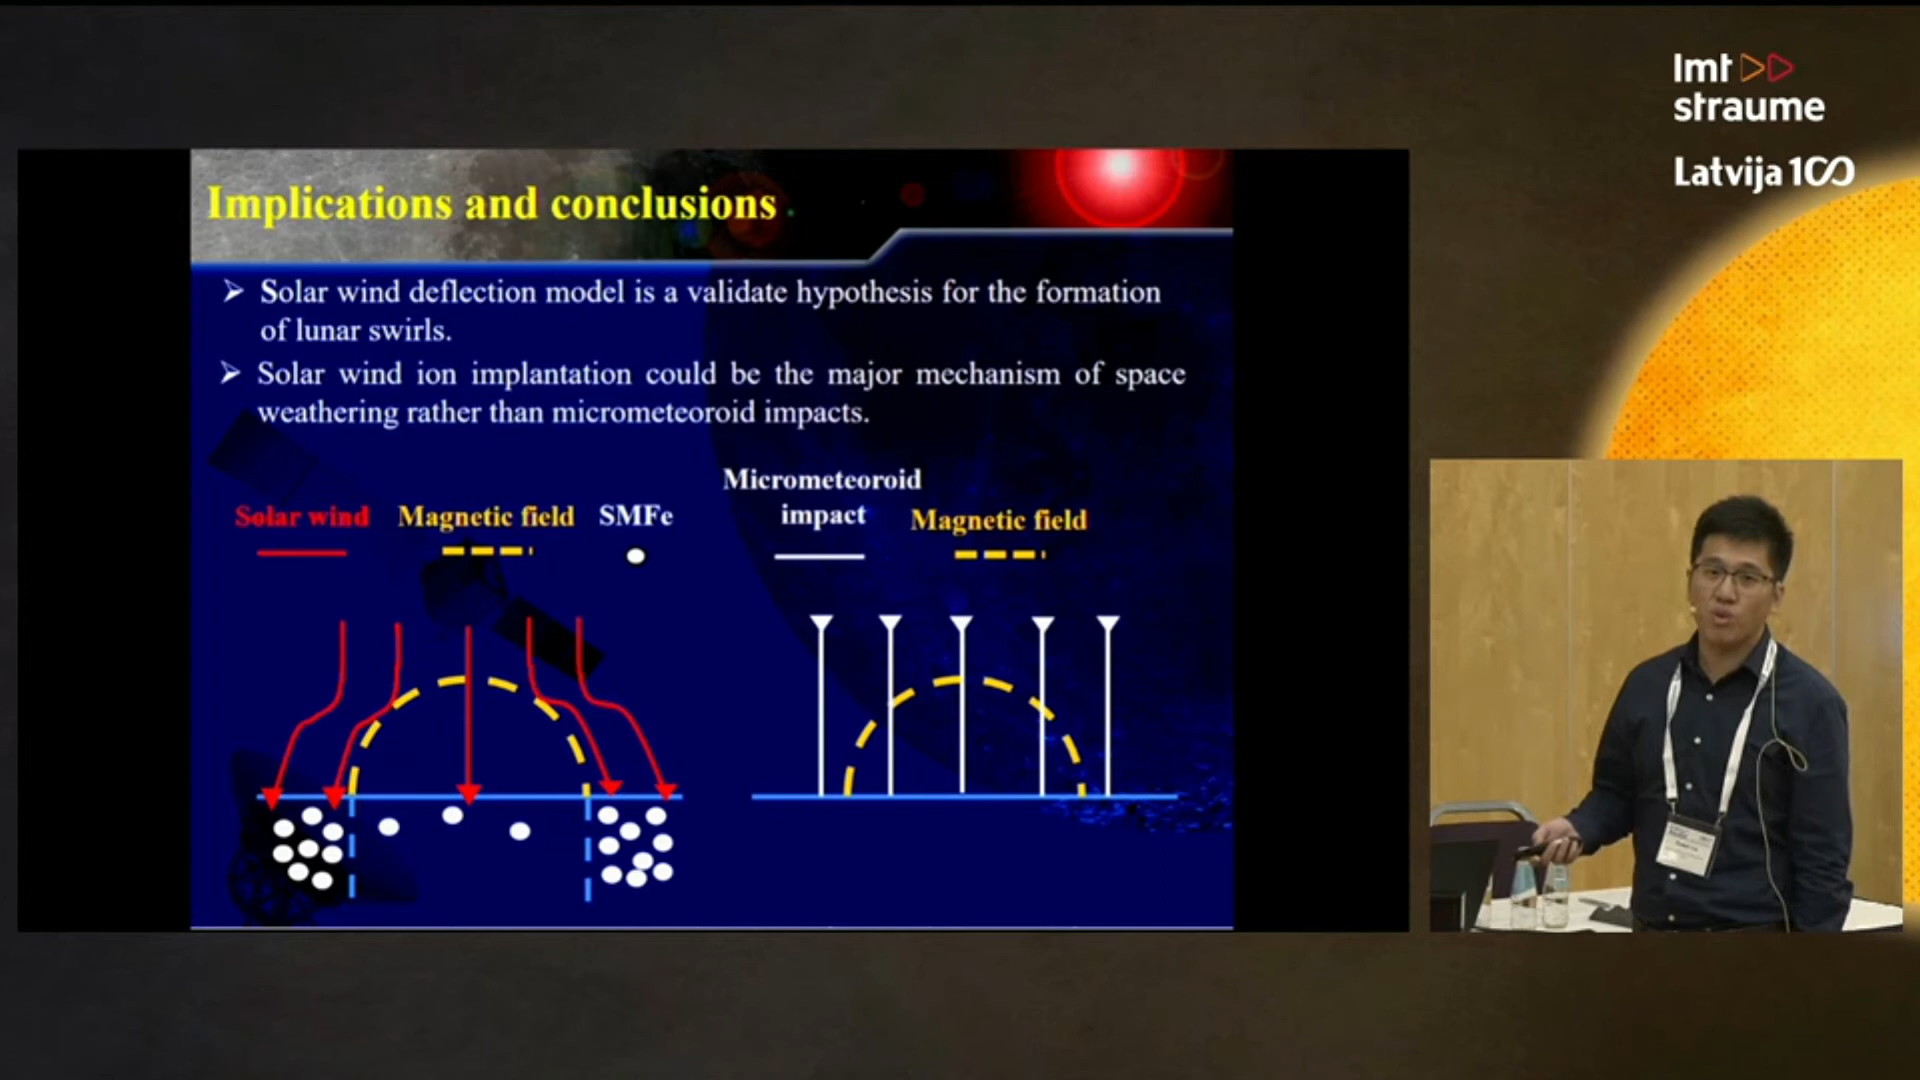 lmt
straume
Latvija 100
Implications and conclusions
Solar wind deflection model is a validate hypothesis for the formation
of lunar swirls.
Solar wind ion implantation could be the major mechanism of space
weathering rather than micrometeoroid impacts.
Solar wind
Magnetic field
SMFe
Micrometeoroid
impact
Magnetic field